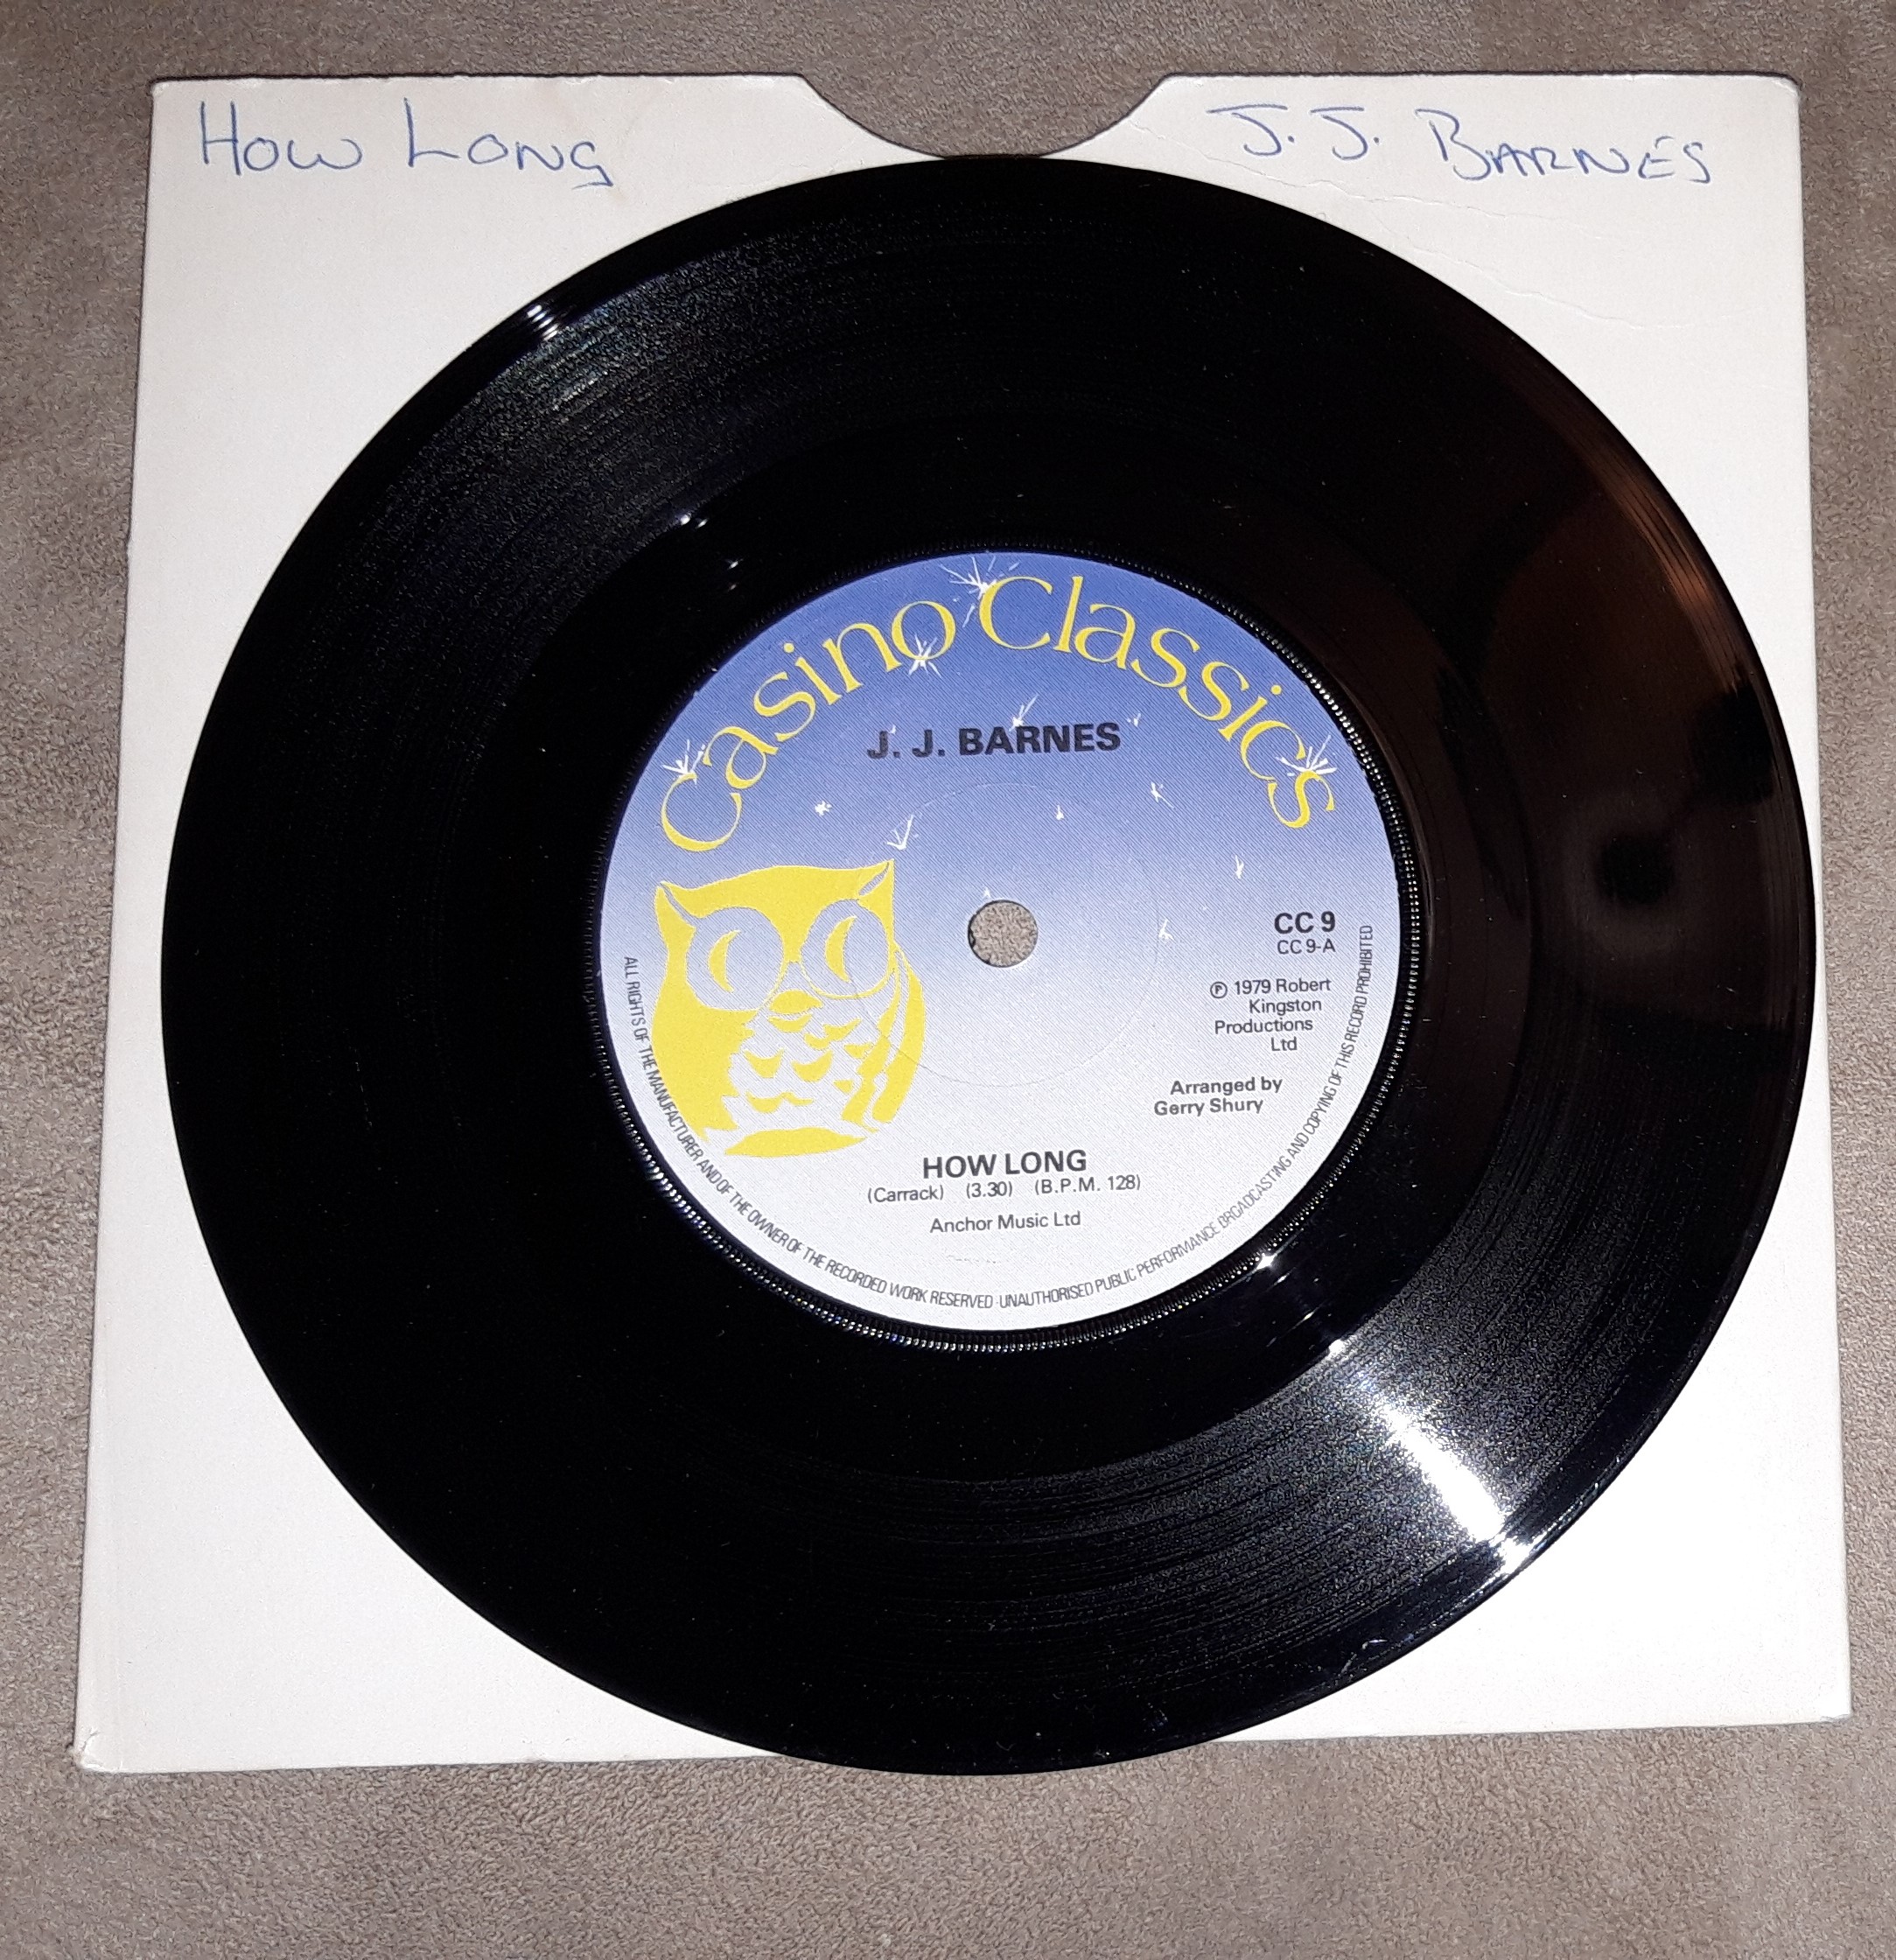 How Long
J. J. BARNES
Casino Classics
J. J. BARNES
CC 9
CC 9-A
℗ 1979 Robert
Kingston
Productions
Ltd
Arranged by
Gerry Shury
HOW LONG
(Carrack) (3.30) (B.P.M. 128)
Anchor Music Ltd
ALL RIGHTS OF THE MANUFACTURER AND OF THE OWNER OF THE RECORDED WORK RESERVED · UNAUTHORISED PUBLIC PERFORMANCE BROADCASTING AND COPYING OF THIS RECORD PROHIBITED